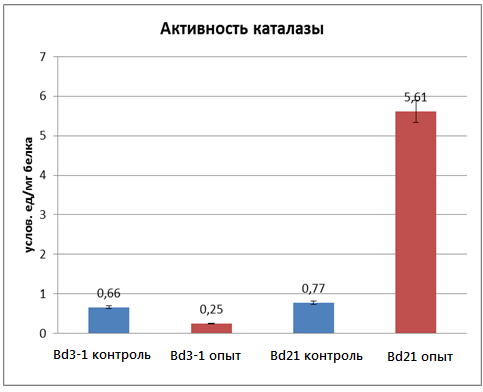 Активность каталазы
услов. ед/мг белка
7
6
5
4
3
2
1
0
0,66
0,25
0,77
5,61
Bd3-1 контроль
Bd3-1 опыт
Bd21 контроль
Bd21 опыт